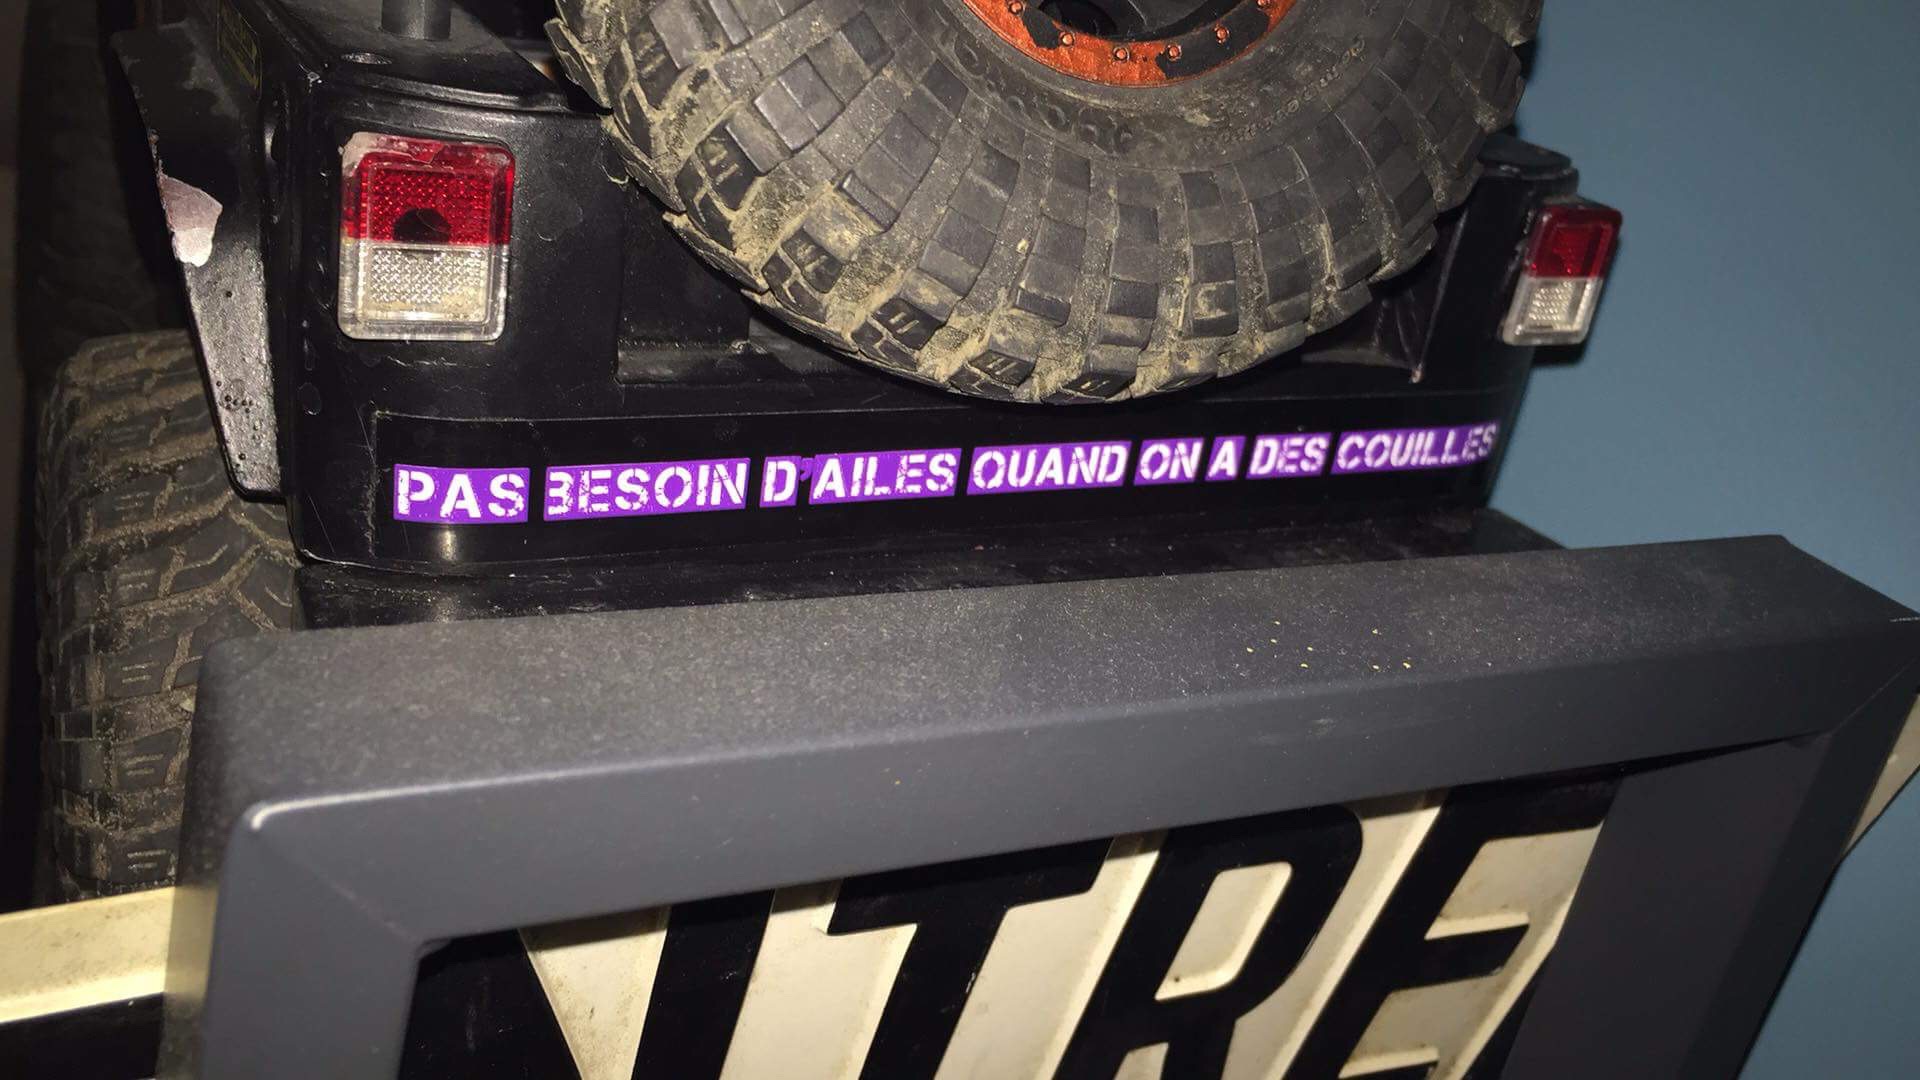 PAS BESOIN D'AILES QUAND ON A DES COUILLES